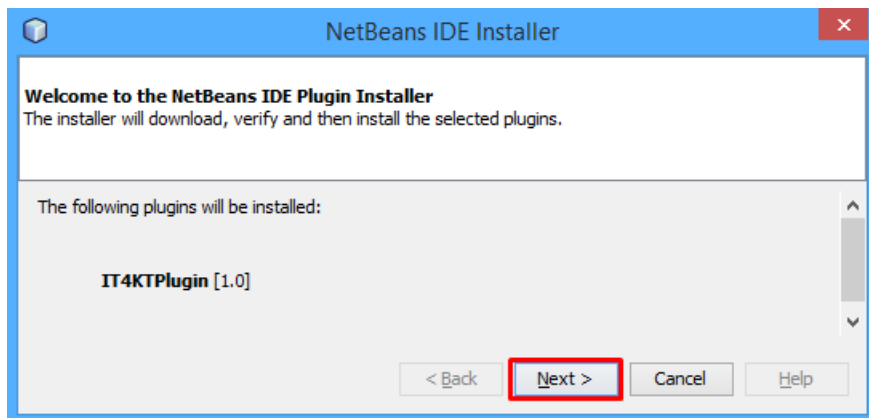 NetBeans IDE Installer
Welcome to the NetBeans IDE Plugin Installer
The installer will download, verify and then install the selected plugins.
The following plugins will be installed:
IT4KTPlugin [1.0]
< Back Next > Cancel Help